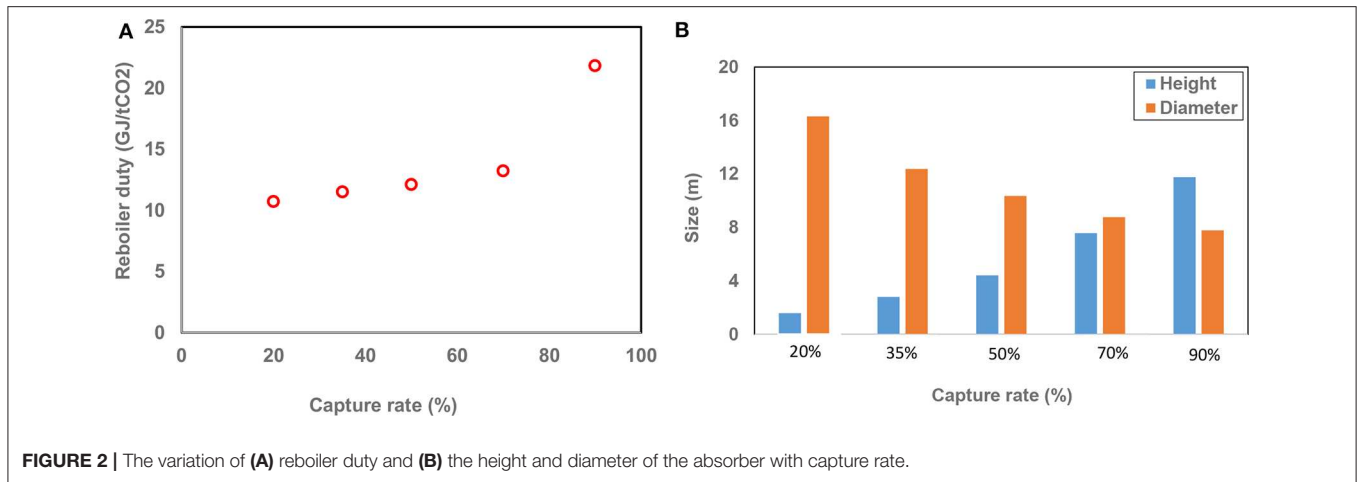 A
Reboiler duty (GJ/tCO2)
25
20
15
10
5
0
0 20 40 60 80 100
Capture rate (%)
B
Size (m)
20
16
12
8
4
0
Height
Diameter
20% 35% 50% 70% 90%
Capture rate (%)
FIGURE 2 | The variation of (A) reboiler duty and (B) the height and diameter of the absorber with capture rate.